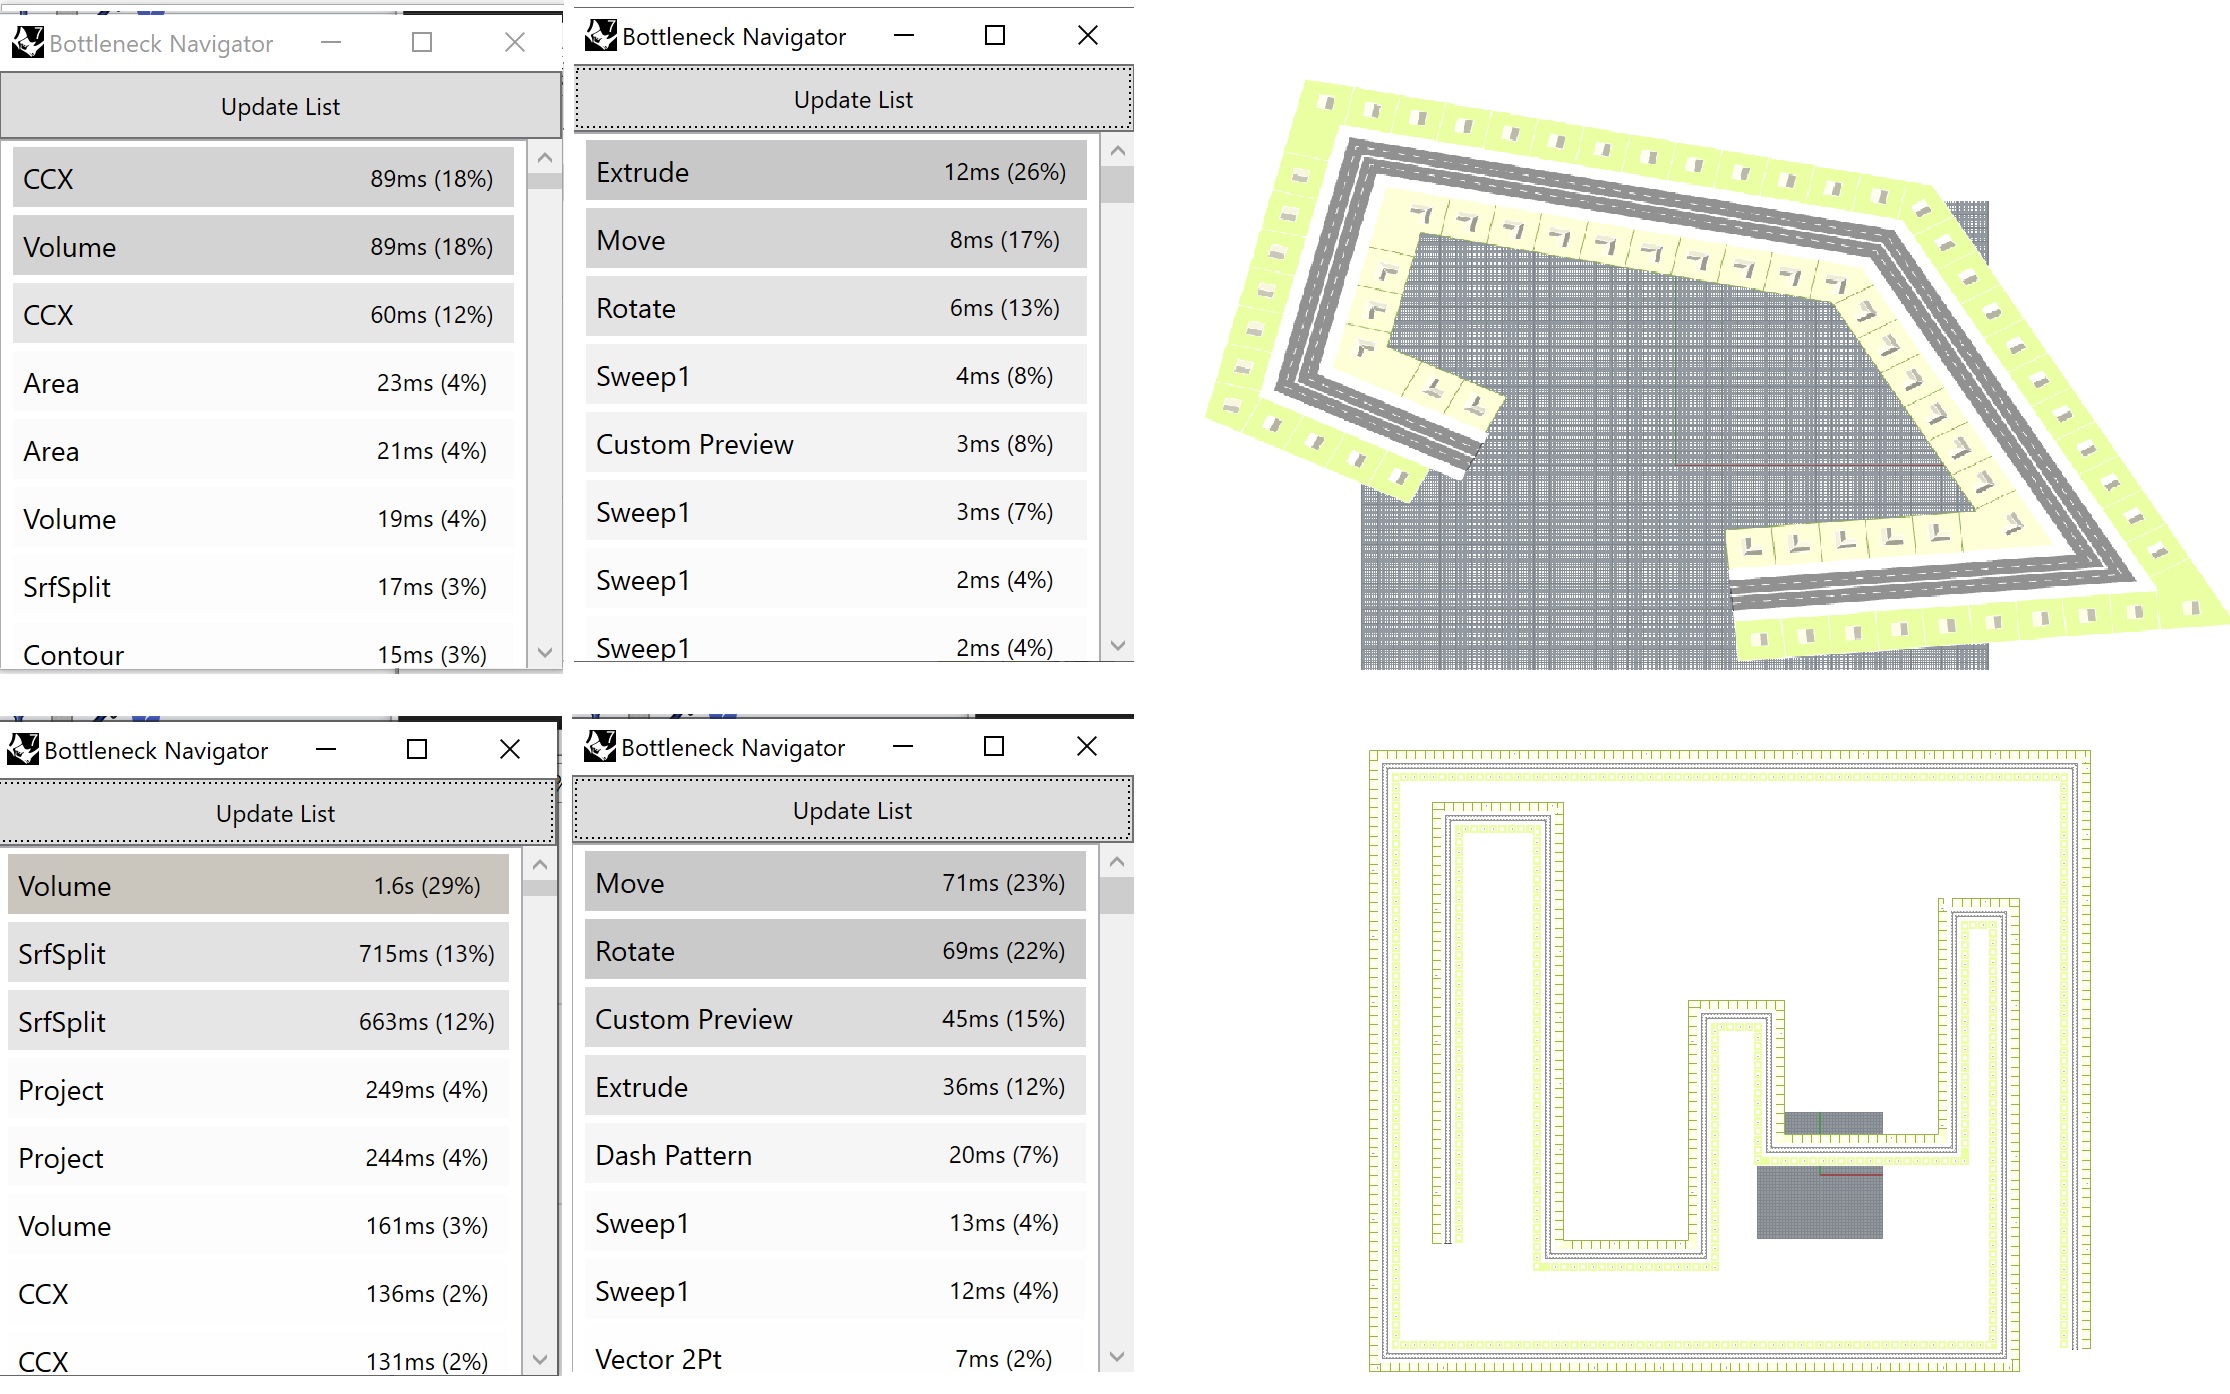 7 Bottleneck Navigator
Update List
CCX 89ms (18%)
Volume 89ms (18%)
CCX 60ms (12%)
Area 23ms (4%)
Area 21ms (4%)
Volume 19ms (4%)
SrfSplit 17ms (3%)
Contour 15ms (3%)
7 Bottleneck Navigator
Update List
Extrude 12ms (26%)
Move 8ms (17%)
Rotate 6ms (13%)
Sweep1 4ms (8%)
Custom Preview 3ms (8%)
Sweep1 3ms (7%)
Sweep1 2ms (4%)
Sweep1 2ms (4%)
7 Bottleneck Navigator
Update List
Volume 1.6s (29%)
SrfSplit 715ms (13%)
SrfSplit 663ms (12%)
Project 249ms (4%)
Project 244ms (4%)
Volume 161ms (3%)
CCX 136ms (2%)
CCX 131ms (2%)
7 Bottleneck Navigator
Update List
Move 71ms (23%)
Rotate 69ms (22%)
Custom Preview 45ms (15%)
Extrude 36ms (12%)
Dash Pattern 20ms (7%)
Sweep1 13ms (4%)
Sweep1 12ms (4%)
Vector 2Pt 7ms (2%)